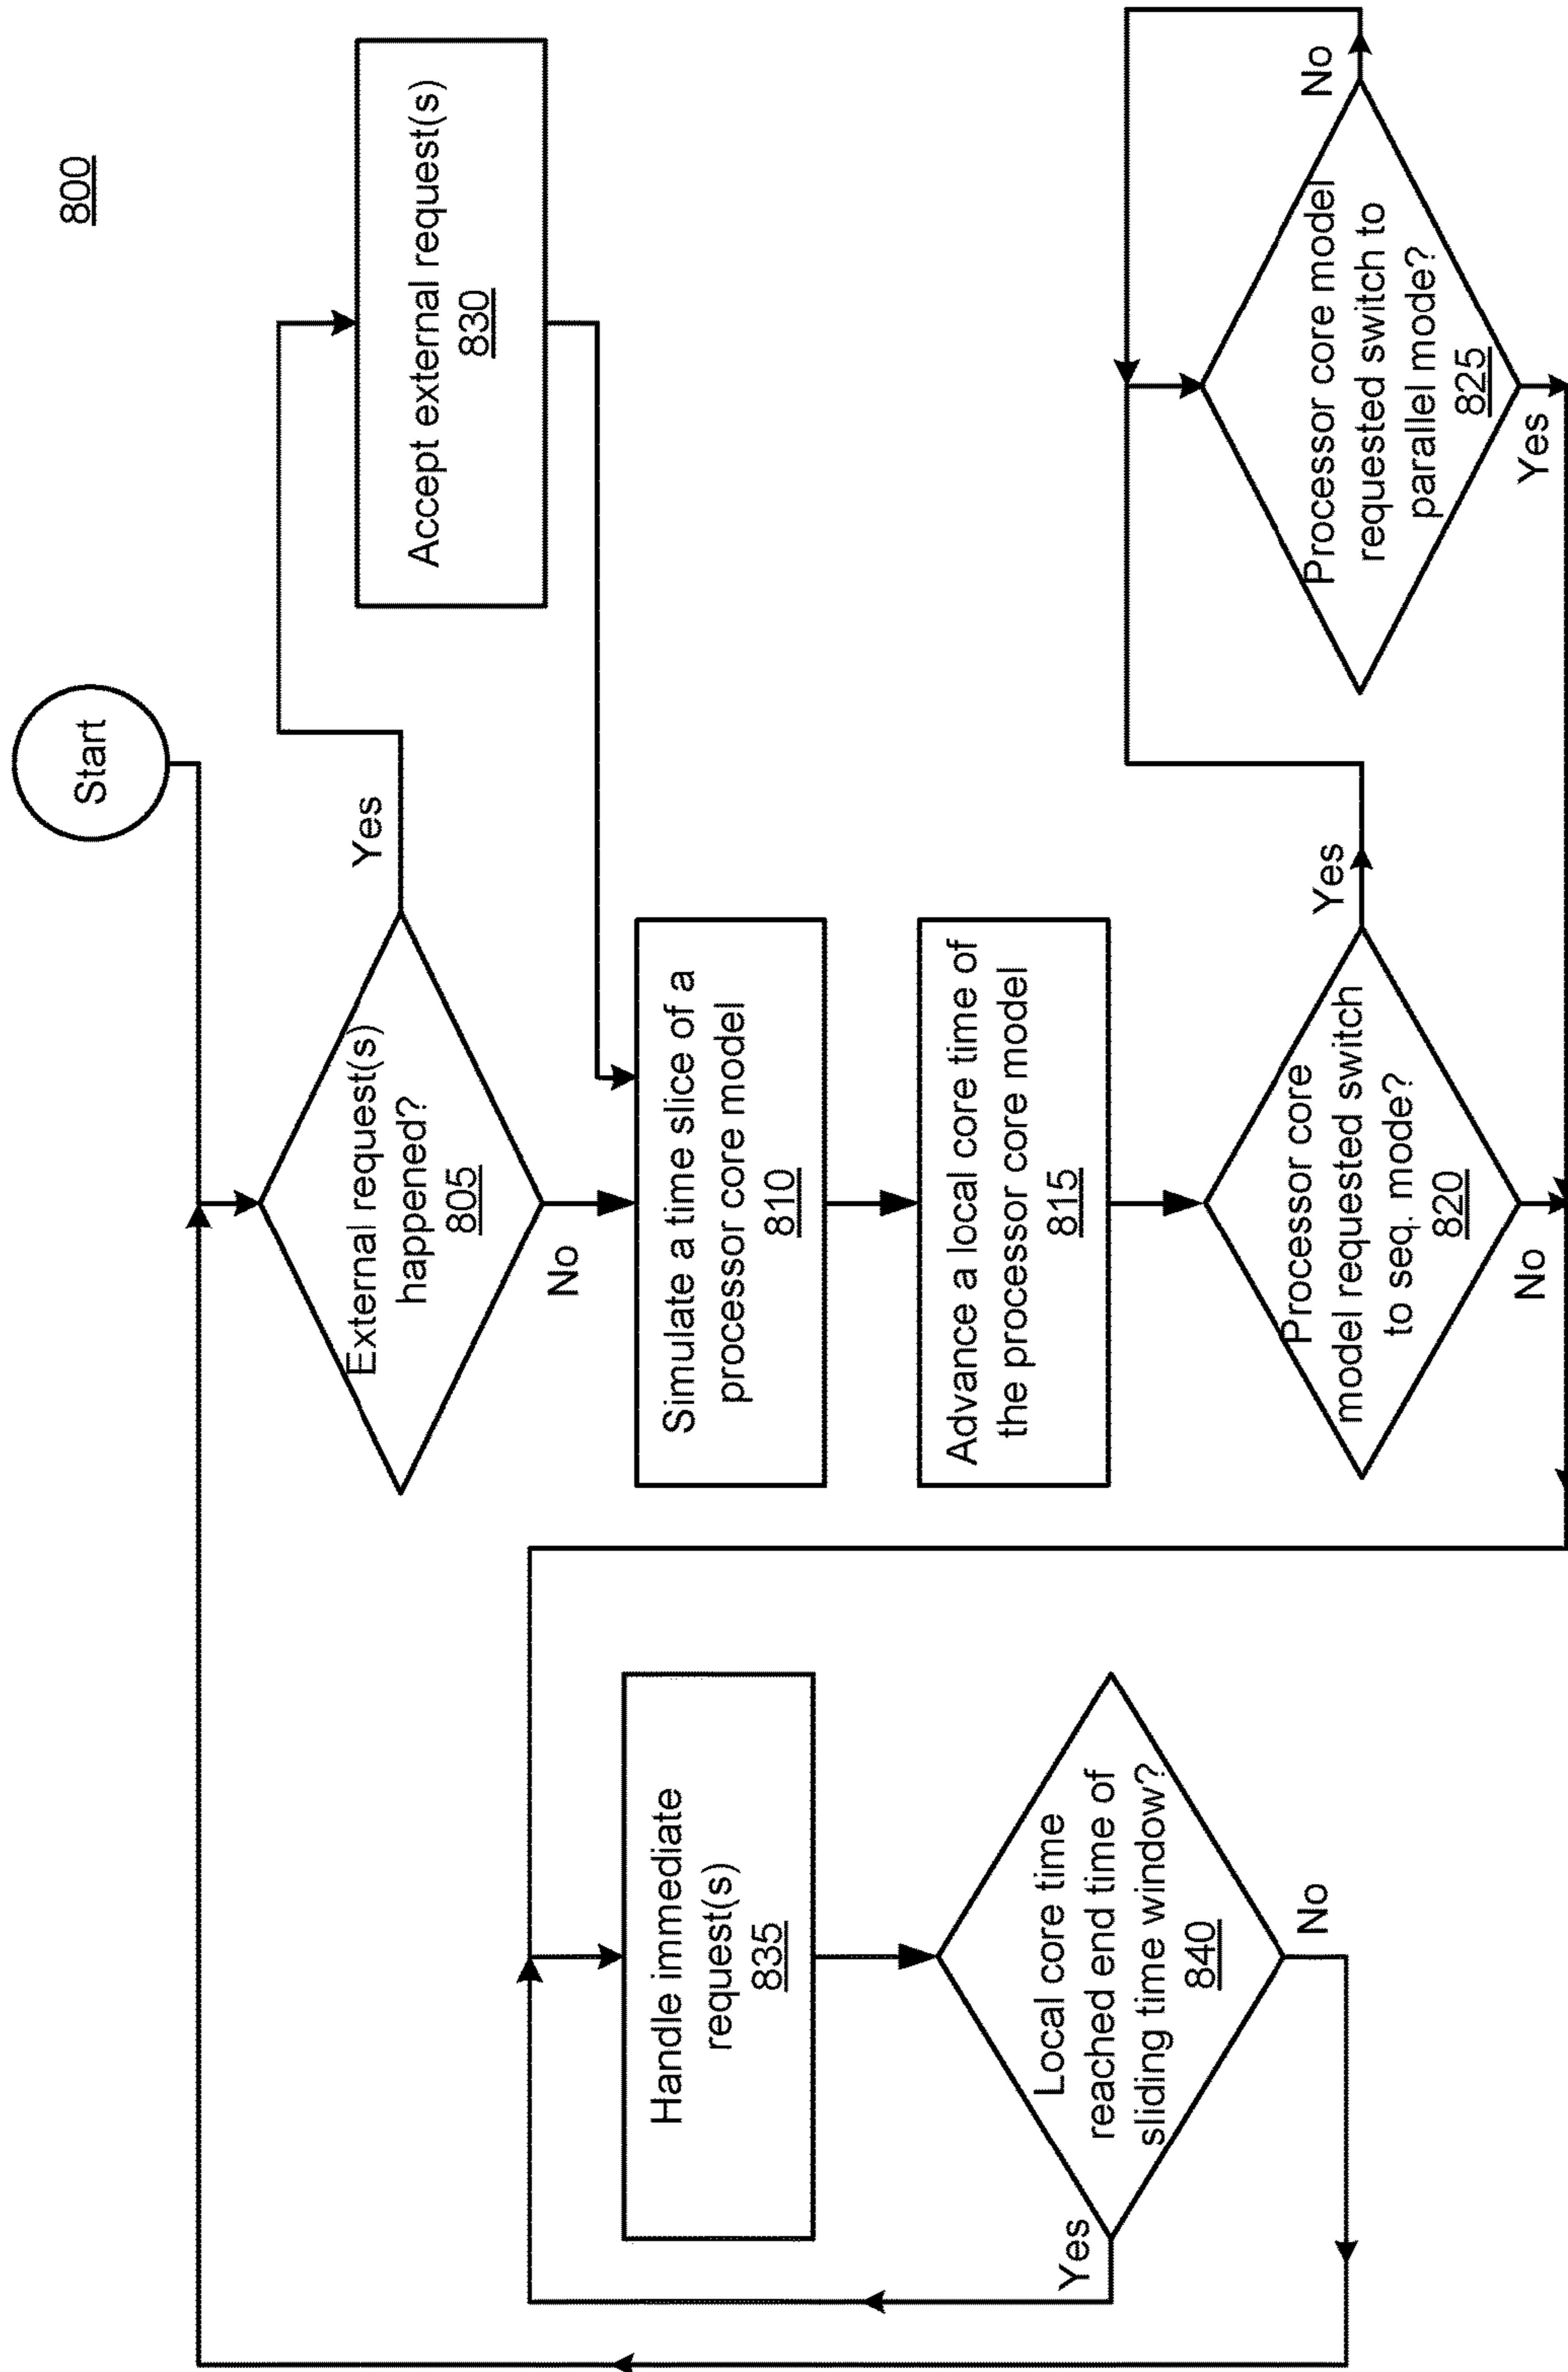 800
Start
External request(s)
happened?
805
Yes
No
Accept external request(s)
830
Simulate a time slice of a
processor core model
810
Advance a local core time of
the processor core model
815
Processor core
model requested switch
to seq. mode?
820
Yes
No
Processor core model
requested switch to
parallel mode?
825
No
Yes
Handle immediate
request(s)
835
Local core time
reached end time of
sliding time window?
840
Yes
No